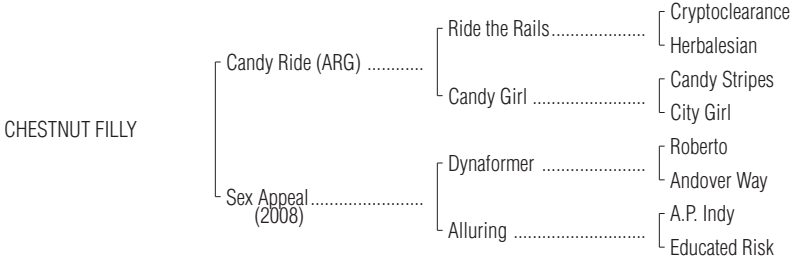 Cryptoclearance
Ride the Rails....................
Herbalesian
Candy Ride (ARG) ............
Candy Stripes
Candy Girl ........................
City Girl
CHESTNUT FILLY
Roberto
Dynaformer ......................
Andover Way
Sex Appeal........................
(2008)
A.P. Indy
Alluring ............................
Educated Risk